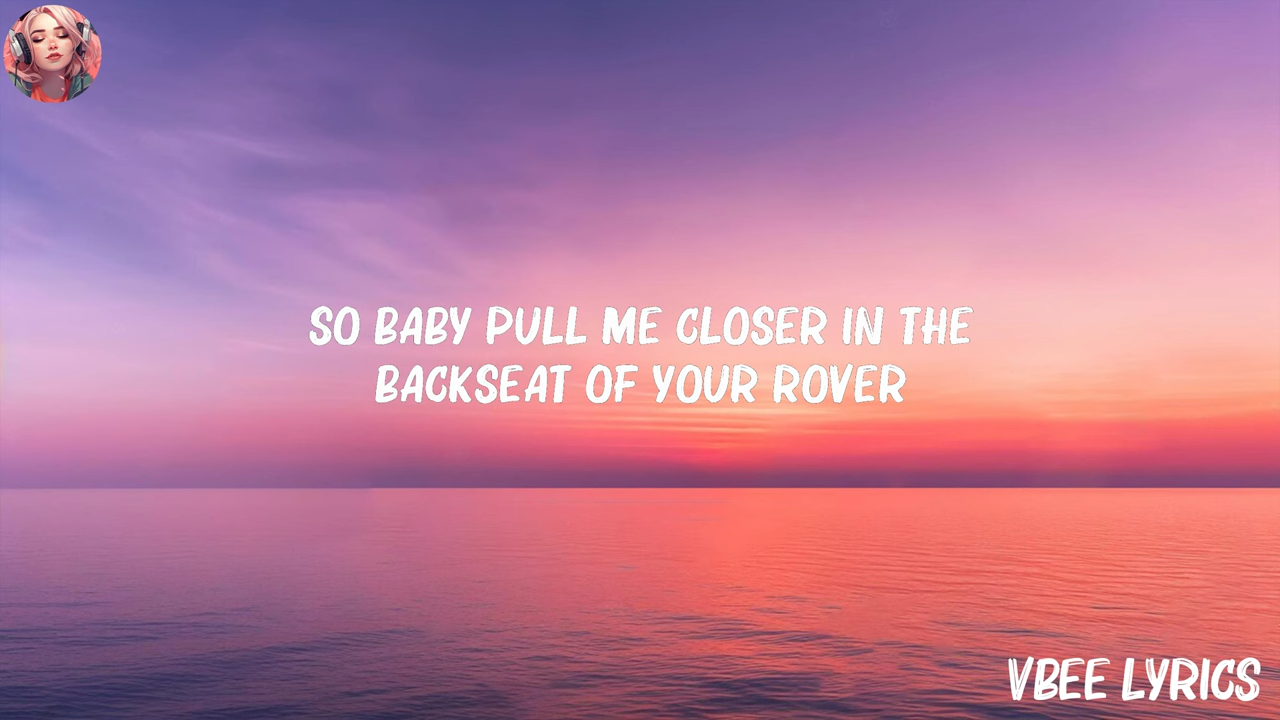 SO BABY PULL ME CLOSER IN THE
BACKSEAT OF YOUR ROVER
VBEE LYRICS